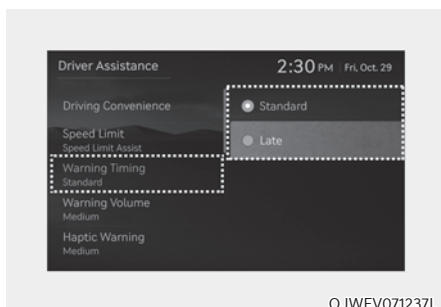 Driver Assistance
2:30 PM Fri, Oct. 29
Driving Convenience
Speed Limit
Speed Limit Assist
Warning Timing
Standard
Warning Volume
Medium
Haptic Warning
Medium
Standard
Late
OJWEV071237L